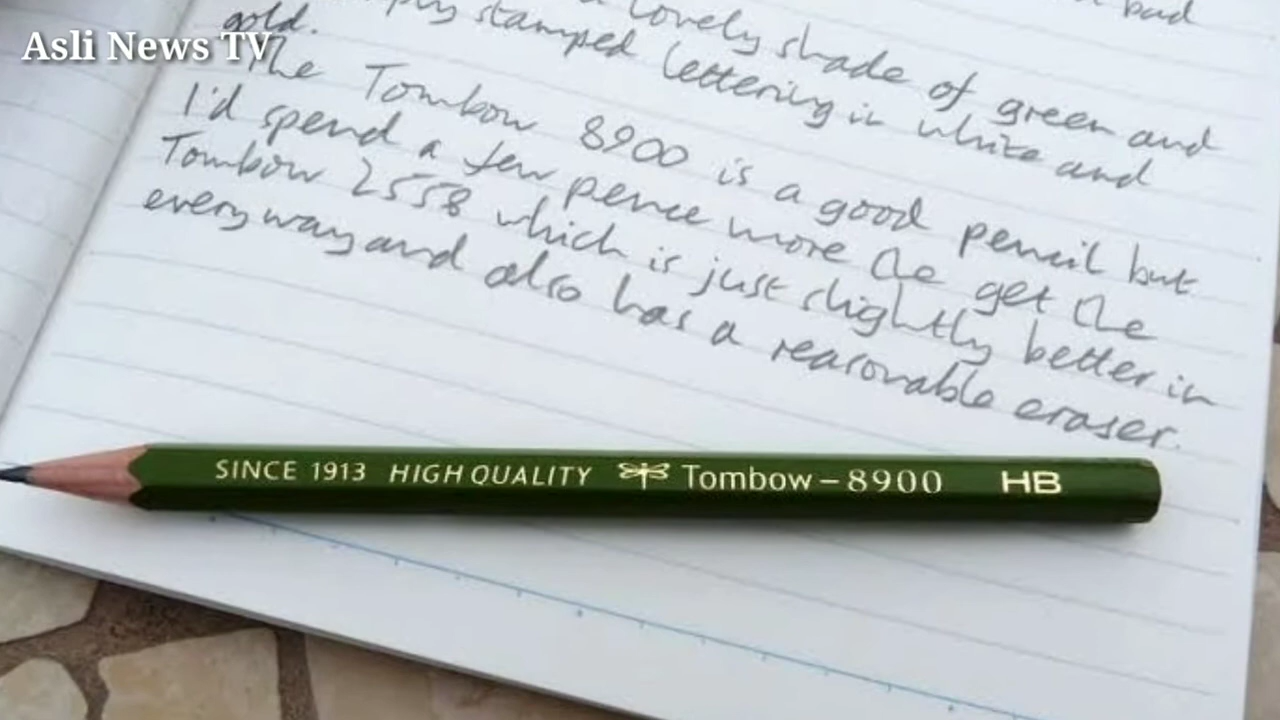 Asli News TV
bad
lovely shade of green and
stamped lettering in white and
gold.
The Tombow 8900 is a good pencil but
I'd spend a few pence more the get the
Tombow 2558 which is just slightly better in
every way and also has a reasonable eraser.
SINCE 1913 HIGH QUALITY Tombow - 8900 HB